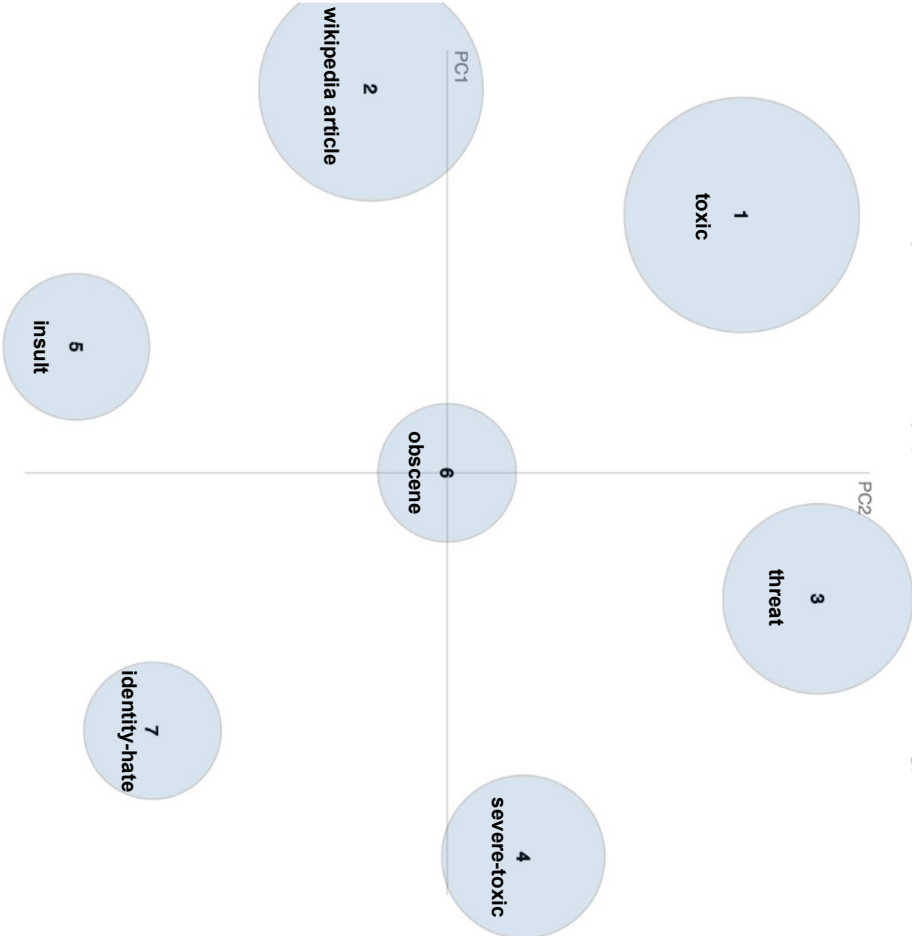 PC2
3
threat
1
toxic
4
severe-toxic
PC1
6
obscene
2
wikipedia article
7
identity-hate
5
insult